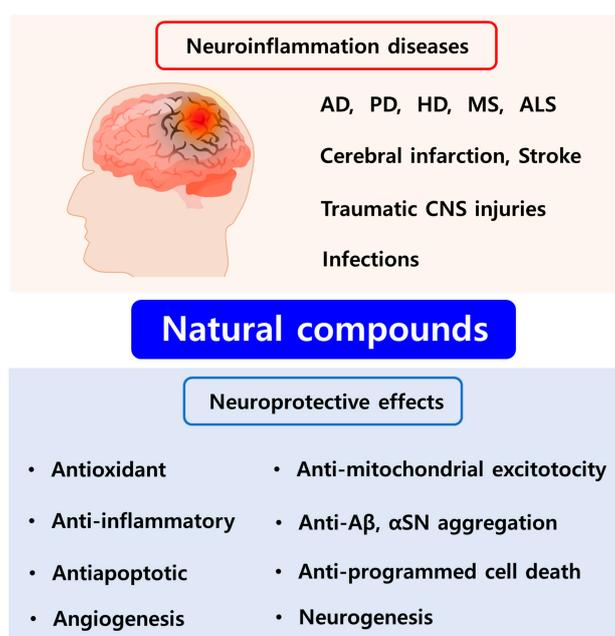 Neuroinflammation diseases
AD, PD, HD, MS, ALS
Cerebral infarction, Stroke
Traumatic CNS injuries
Infections
Natural compounds
Neuroprotective effects
• Antioxidant
• Anti-inflammatory
• Antiapoptotic
• Angiogenesis
• Anti-mitochondrial excitotocity
• Anti-Aβ, αSN aggregation
• Anti-programmed cell death
• Neurogenesis